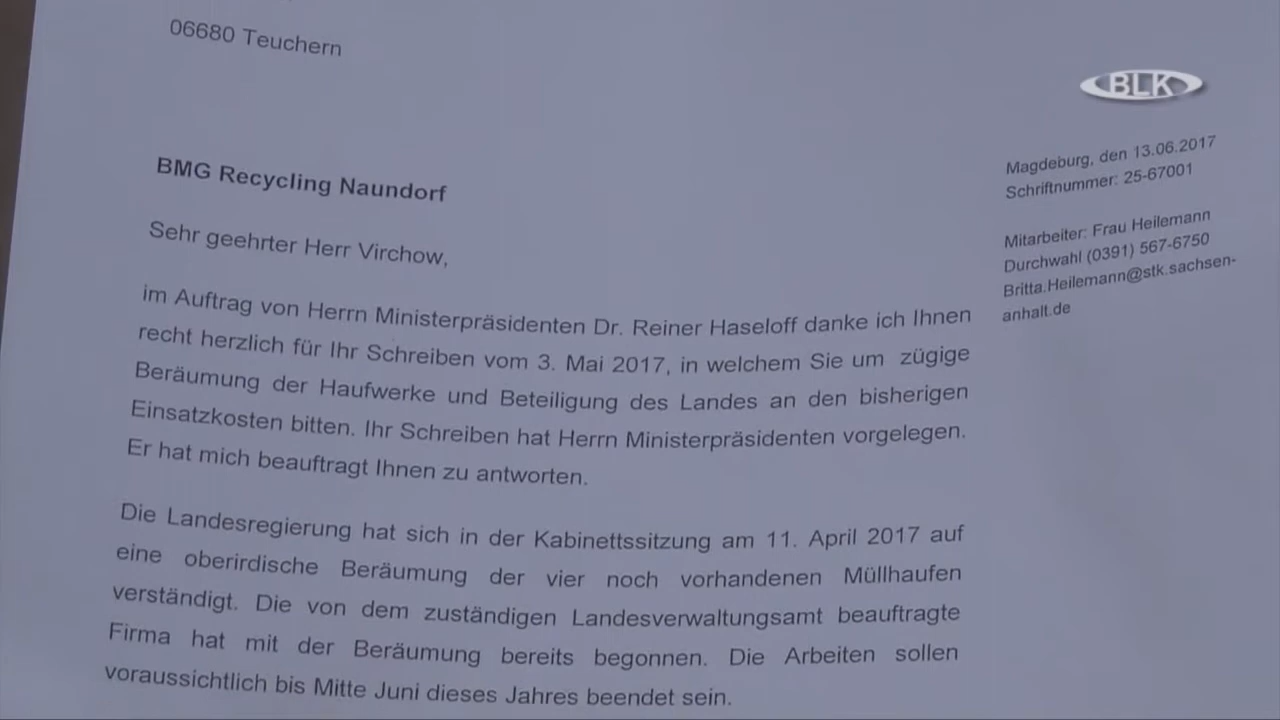 06680 Teuchern
BLK
Magdeburg, den 13.06.2017
Schriftnummer: 25-67001
Mitarbeiter: Frau Heilemann
Durchwahl (0391) 567-6750
Britta.Heilemann@stk.sachsen-
anhalt.de
BMG Recycling Naundorf
Sehr geehrter Herr Virchow,
im Auftrag von Herrn Ministerpräsidenten Dr. Reiner Haseloff danke ich Ihnen
recht herzlich für Ihr Schreiben vom 3. Mai 2017, in welchem Sie um zügige
Beräumung der Haufwerke und Beteiligung des Landes an den bisherigen
Einsatzkosten bitten. Ihr Schreiben hat Herrn Ministerpräsidenten vorgelegen.
Er hat mich beauftragt Ihnen zu antworten.
Die Landesregierung hat sich in der Kabinettssitzung am 11. April 2017 auf
eine oberirdische Beräumung der vier noch vorhandenen Müllhaufen
verständigt. Die von dem zuständigen Landesverwaltungsamt beauftragte
Firma hat mit der Beräumung bereits begonnen. Die Arbeiten sollen
voraussichtlich bis Mitte Juni dieses Jahres beendet sein.